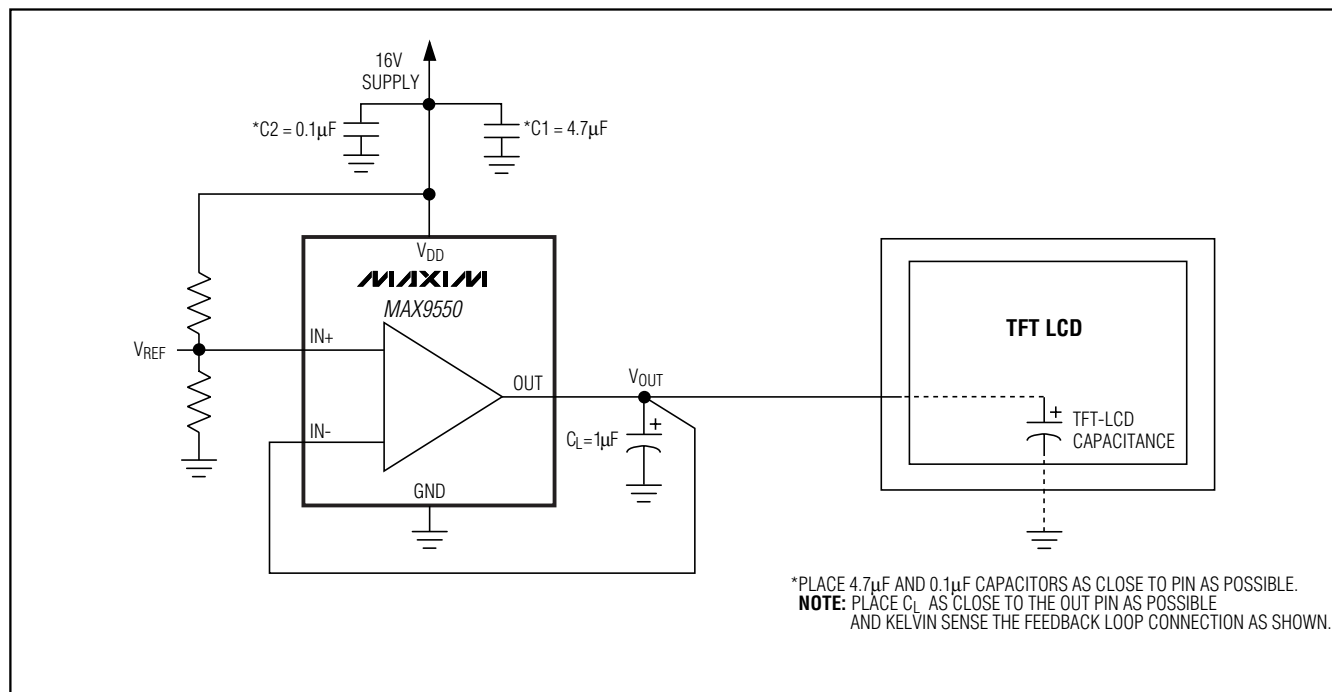 16V
SUPPLY
*C2 = 0.1µF
*C1 = 4.7µF
VDD
MAXIM
MAX9550
VREF
IN+
OUT
VOUT
IN-
CL=1µF
+
GND
TFT LCD
+
TFT-LCD
CAPACITANCE
*PLACE 4.7µF AND 0.1µF CAPACITORS AS CLOSE TO PIN AS POSSIBLE.
NOTE: PLACE CL AS CLOSE TO THE OUT PIN AS POSSIBLE
AND KELVIN SENSE THE FEEDBACK LOOP CONNECTION AS SHOWN.